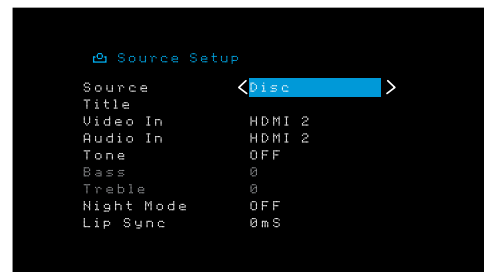 Source Setup
Source < Disc >
Title
Video In HDMI 2
Audio In HDMI 2
Tone OFF
Bass 0
Treble 0
Night Mode OFF
Lip Sync 0mS